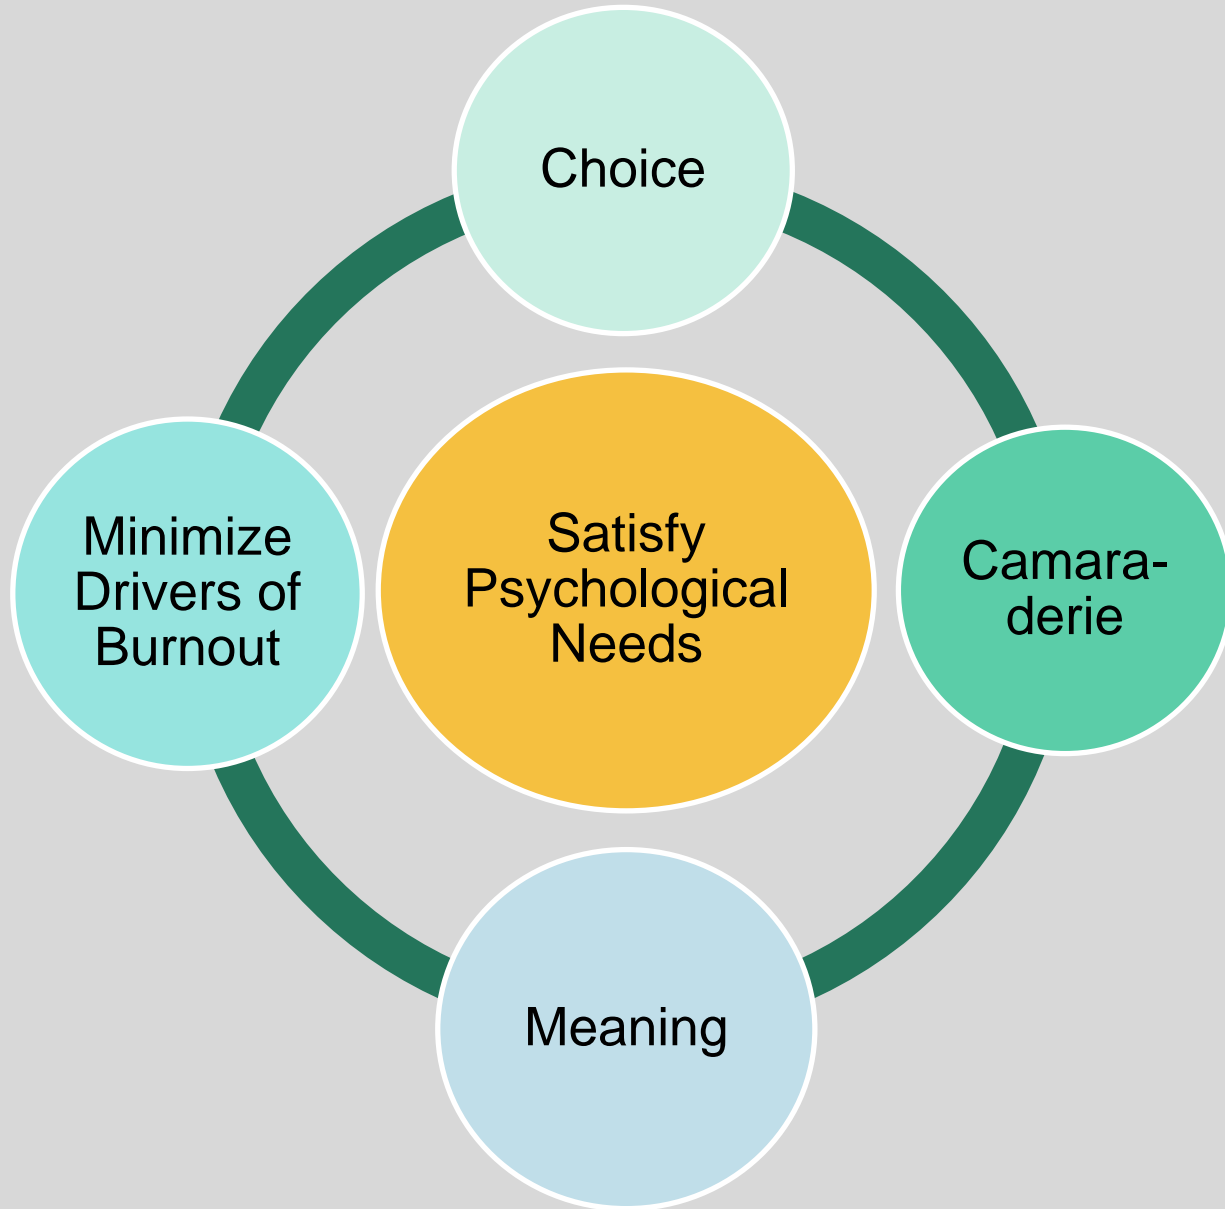 Choice
Minimize
Drivers of
Burnout
Satisfy
Psychological
Needs
Camara-
derie
Meaning